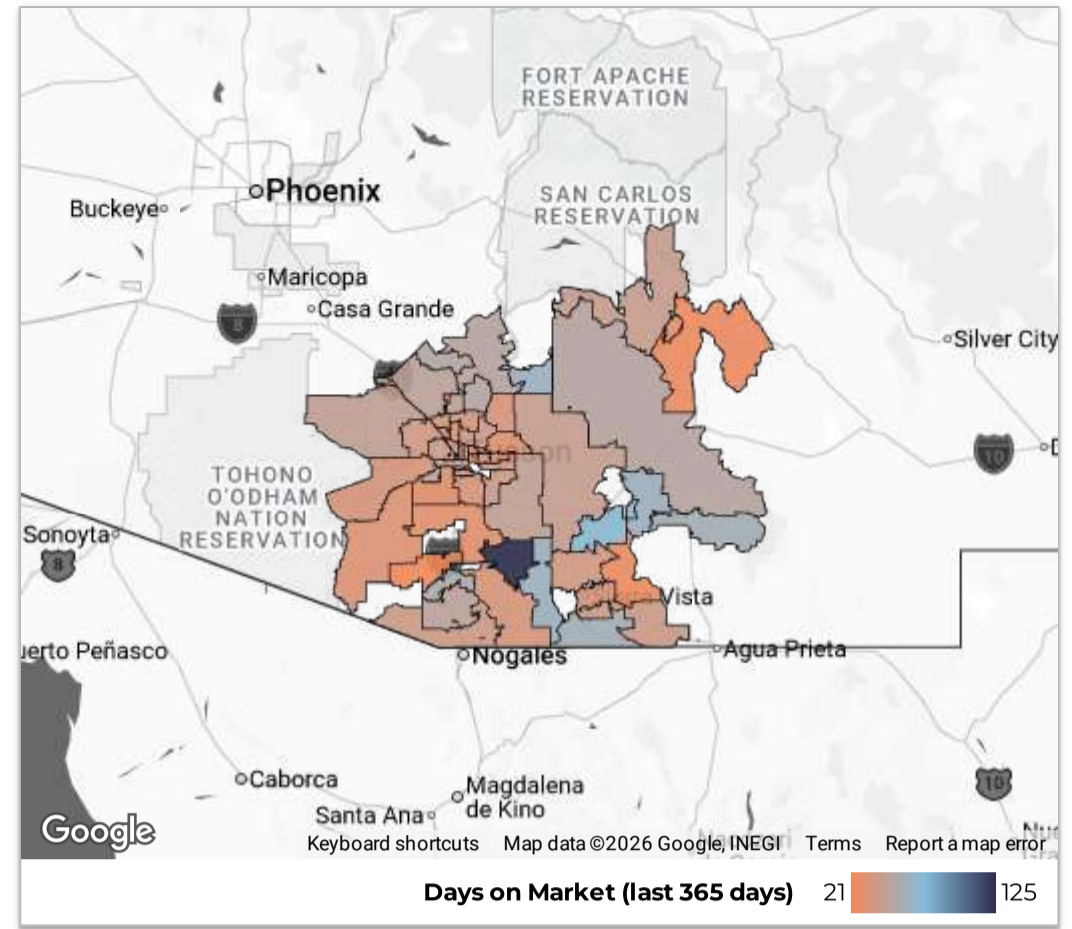 FORT APACHE
RESERVATION
SAN CARLOS
RESERVATION
Phoenix
Buckeye
Maricopa
Casa Grande
8
Silver City
10
TOHONO
O'ODHAM
NATION
RESERVATION
Sonoyta
8
Vista
uerto Peñasco
Nogales
Agua Prieta
Caborca
Magdalena
de Kino
Santa Ana
10
Google
Keyboard shortcuts Map data ©2026 Google, INEGI Terms Report a map error
Days on Market (last 365 days) 21 125